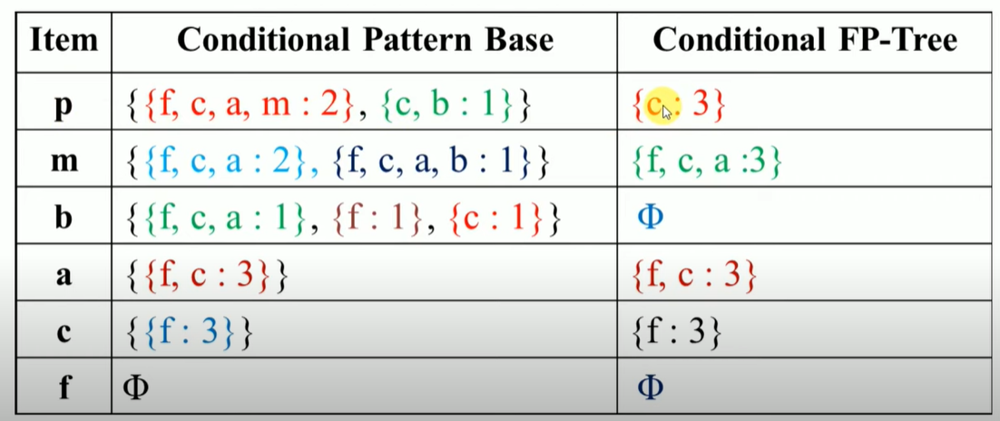 Item Conditional Pattern Base Conditional FP-Tree
p {{f, c, a, m : 2}, {c, b : 1}} {c : 3}
m {{f, c, a : 2}, {f, c, a, b : 1}} {f, c, a :3}
b {{f, c, a : 1}, {f : 1}, {c : 1}} Φ
a {{f, c : 3}} {f, c : 3}
c {{f : 3}} {f : 3}
f Φ Φ